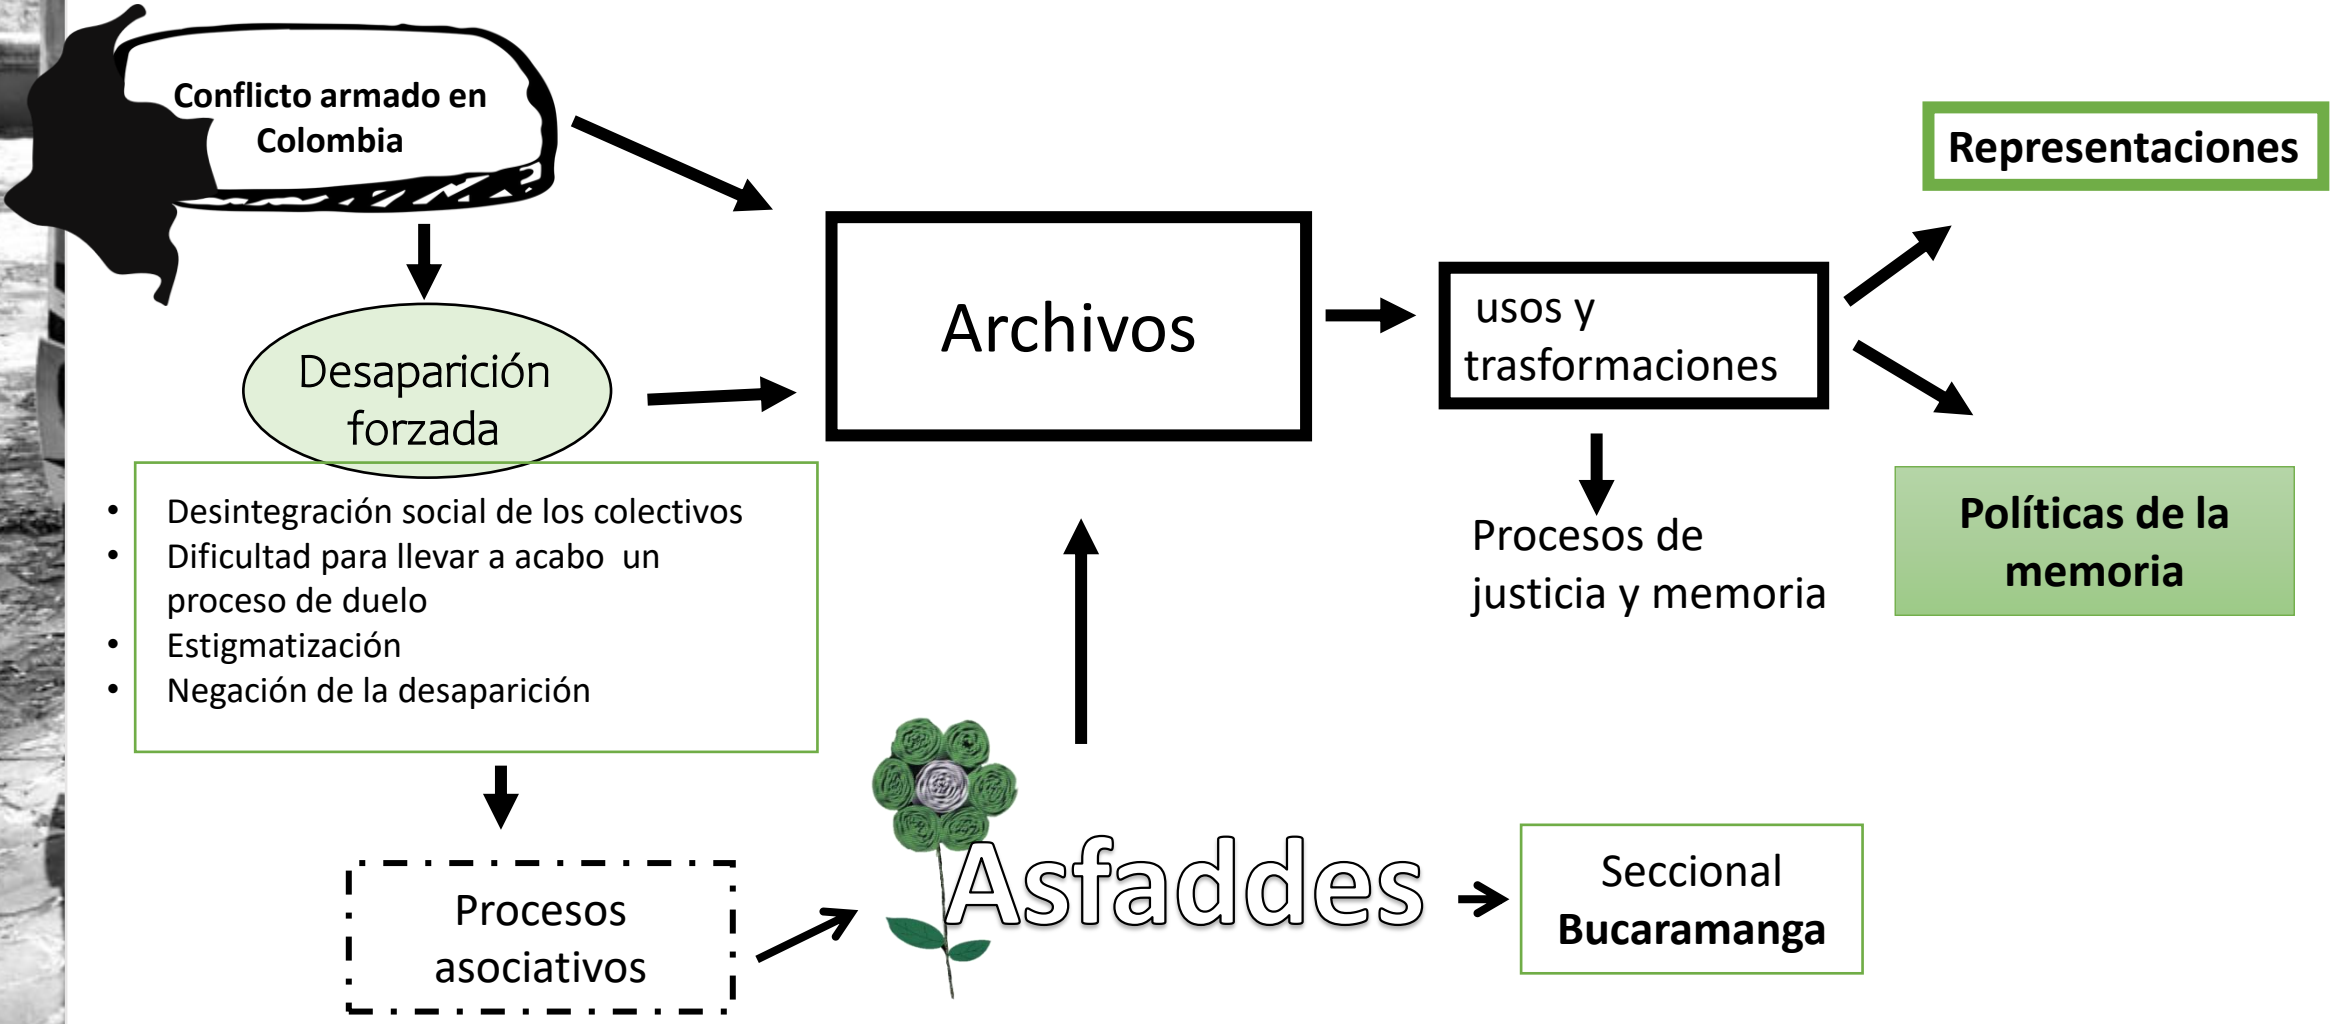 Conflicto armado en
Colombia
Representaciones
Archivos
usos y
trasformaciones
Desaparición
forzada
• Desintegración social de los colectivos
• Dificultad para llevar a acabo un
proceso de duelo
• Estigmatización
• Negación de la desaparición
Procesos de
justicia y memoria
Políticas de la
memoria
Procesos
asociativos
Asfaddes
Seccional
Bucaramanga